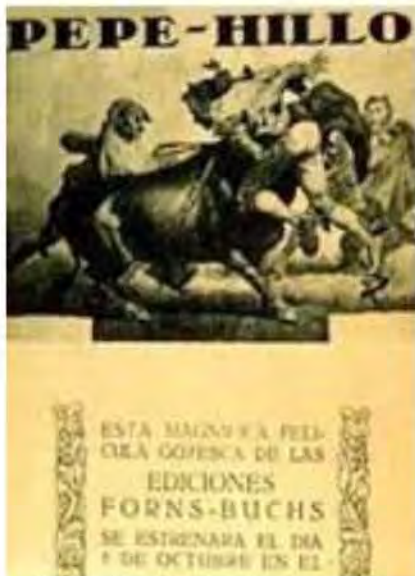 PEPE-HILLO
ESTA MAGNIFICA PELI-
CULA GOYESCA DE LAS
EDICIONES
FORNS-BUCHS
SE ESTRENARA EL DIA
DE OCTUBRE EN EL